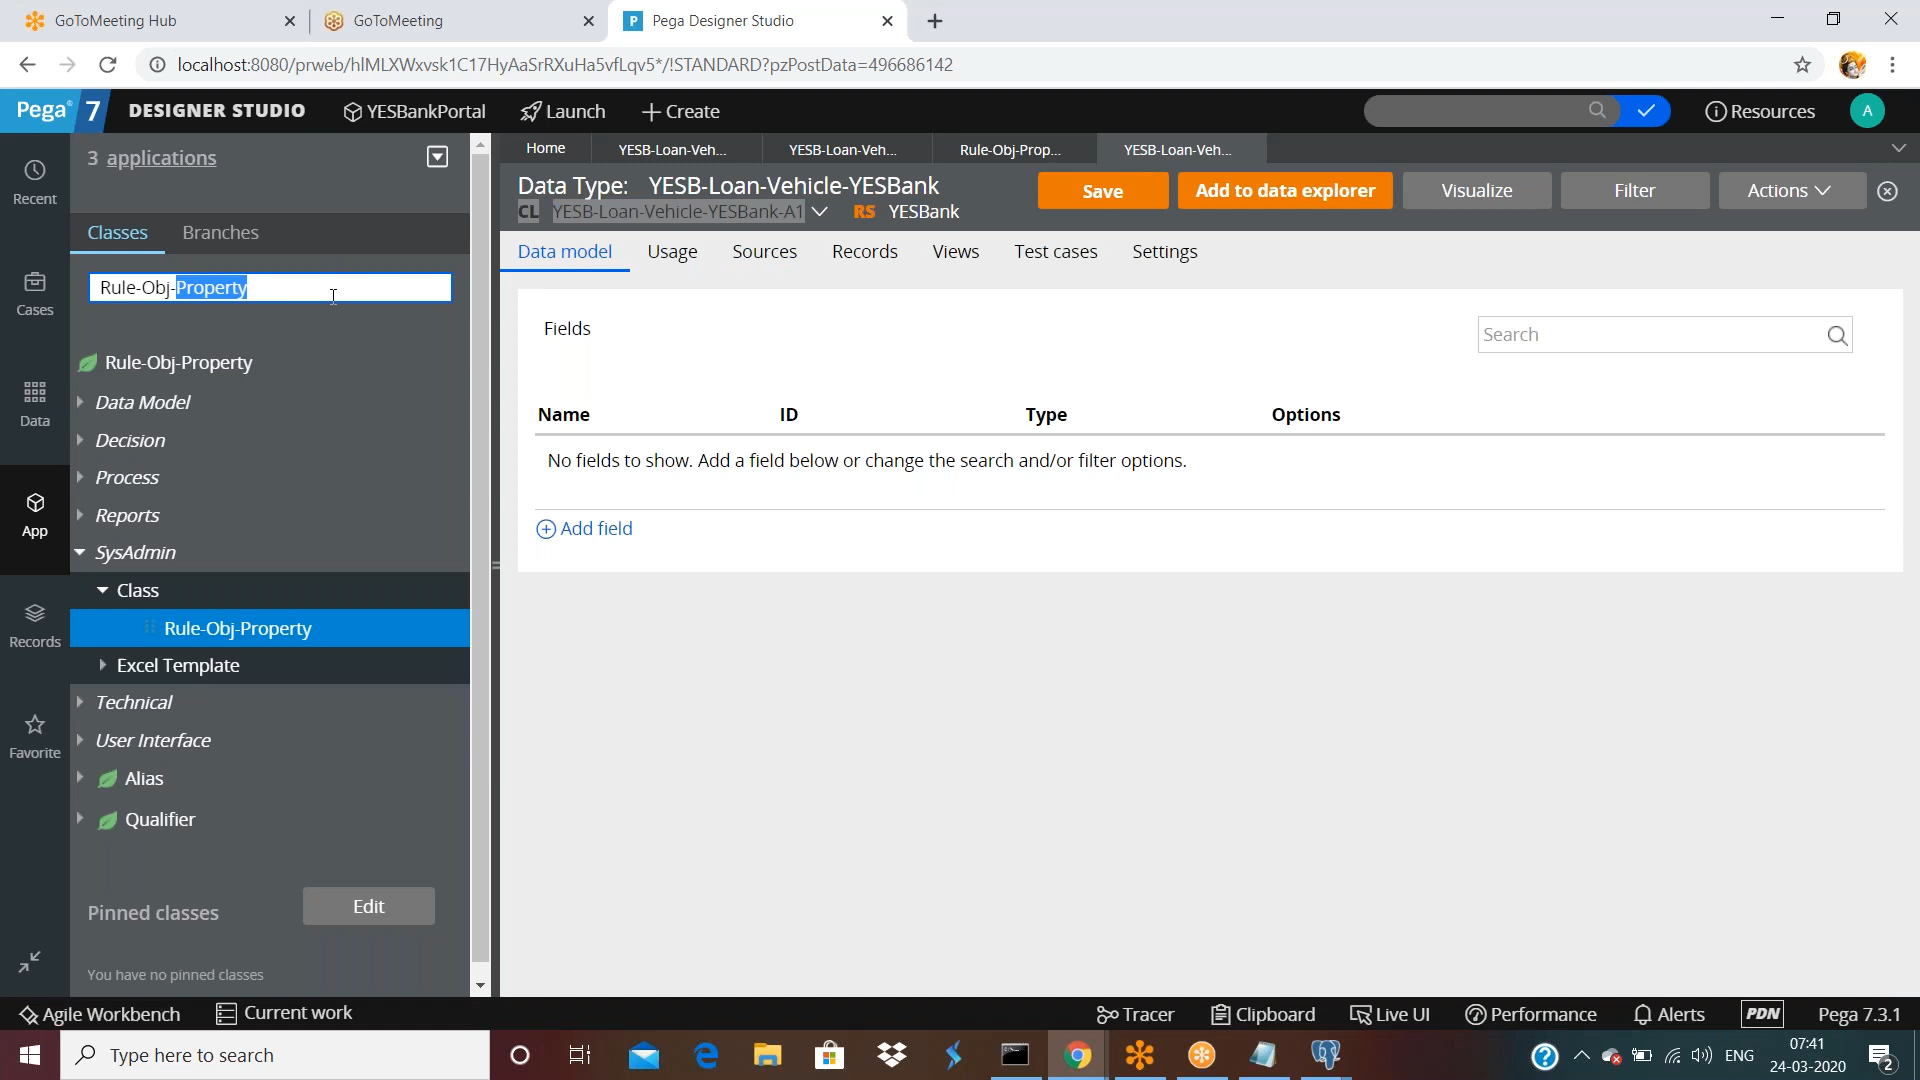 GoToMeeting Hub
GoToMeeting
P Pega Designer Studio
localhost:8080/prweb/hIMLXWxvsk1C17HyAaSrRXuHa5vfLqv5*/!STANDARD?pzPostData=496686142
Pega 7 DESIGNER STUDIO YESBankPortal Launch Create Resources A
3 applications
Classes Branches
Rule-Obj-Property
Rule-Obj-Property
Data Model
Decision
Process
Reports
SysAdmin
Class
Rule-Obj-Property
Excel Template
Technical
User Interface
Alias
Qualifier
Pinned classes Edit
You have no pinned classes
Recent
Cases
Data
App
Records
Favorite
Home YESB-Loan-Veh... YESB-Loan-Veh... Rule-Obj-Prop... YESB-Loan-Veh...
Data Type: YESB-Loan-Vehicle-YESBank
CL YESB-Loan-Vehicle-YESBank-A1 RS YESBank
Save Add to data explorer Visualize Filter Actions
Data model Usage Sources Records Views Test cases Settings
Fields Search
Name ID Type Options
No fields to show. Add a field below or change the search and/or filter options.
Add field
Agile Workbench Current work Tracer Clipboard Live UI Performance Alerts PDN Pega 7.3.1
Type here to search
ENG
07:41
24-03-2020
2